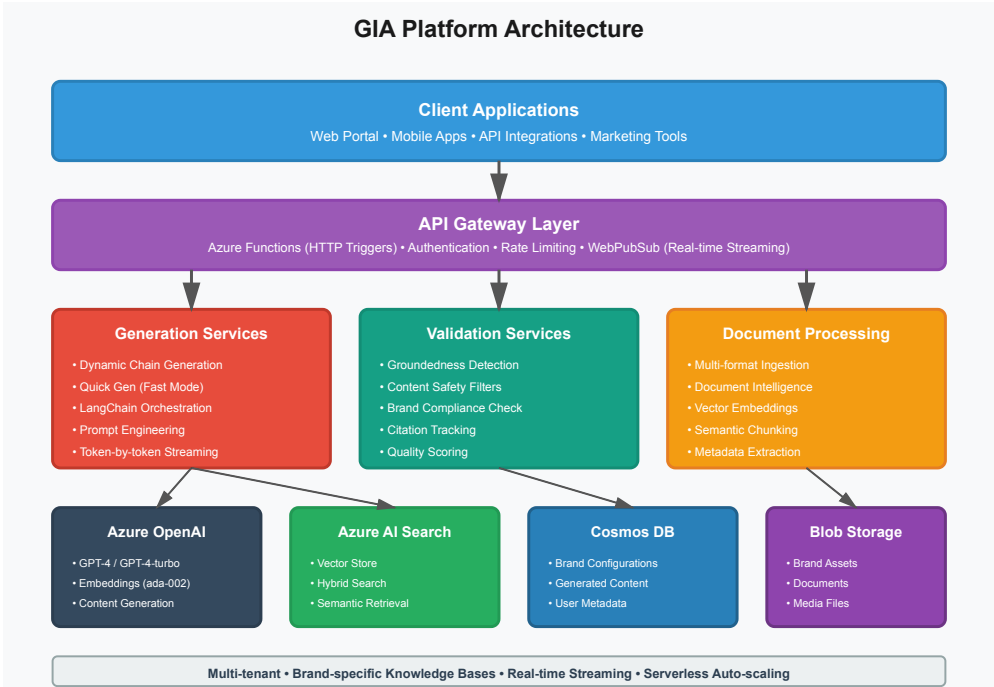 GIA Platform Architecture
Client Applications
Web Portal • Mobile Apps • API Integrations • Marketing Tools
API Gateway Layer
Azure Functions (HTTP Triggers) • Authentication • Rate Limiting • WebPubSub (Real-time Streaming)
Generation Services
• Dynamic Chain Generation
• Quick Gen (Fast Mode)
• LangChain Orchestration
• Prompt Engineering
• Token-by-token Streaming
Validation Services
• Groundedness Detection
• Content Safety Filters
• Brand Compliance Check
• Citation Tracking
• Quality Scoring
Document Processing
• Multi-format Ingestion
• Document Intelligence
• Vector Embeddings
• Semantic Chunking
• Metadata Extraction
Azure OpenAI
• GPT-4 / GPT-4-turbo
• Embeddings (ada-002)
• Content Generation
Azure AI Search
• Vector Store
• Hybrid Search
• Semantic Retrieval
Cosmos DB
• Brand Configurations
• Generated Content
• User Metadata
Blob Storage
• Brand Assets
• Documents
• Media Files
Multi-tenant • Brand-specific Knowledge Bases • Real-time Streaming • Serverless Auto-scaling